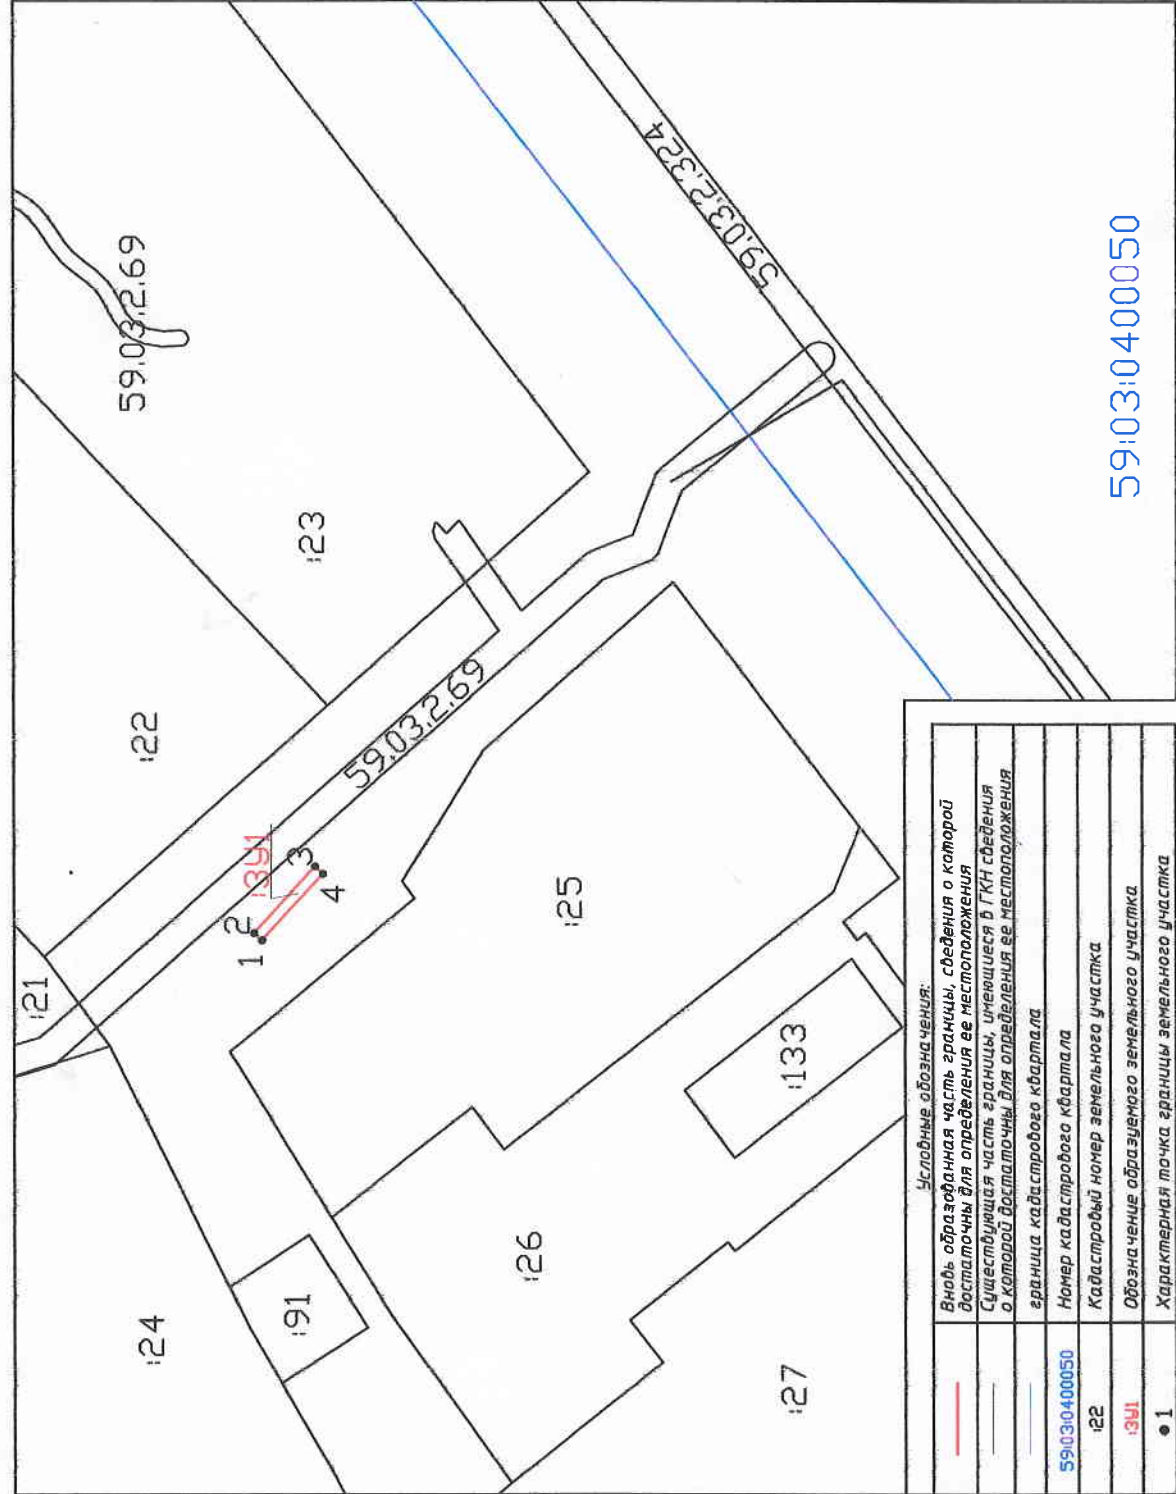 :21
:22
:23
59.03.2.69
:24
:91
1
2
:ЗУ1
3
4
59.03.2.69
59.03.2.324
:25
:26
:133
:27
59:03:0400050
Условные обозначения:
Вновь образованная часть границы, сведения о которой
достаточны для определения ее местоположения
Существующая часть границы, имеющиеся в ГКН сведения
о которой достаточны для определения ее местоположения
граница кадастрового квартала
59:03:0400050 Номер кадастрового квартала
:22 Кадастровый номер земельного участка
:ЗУ1 Обозначение образуемого земельного участка
1 Характерная точка границы земельного участка